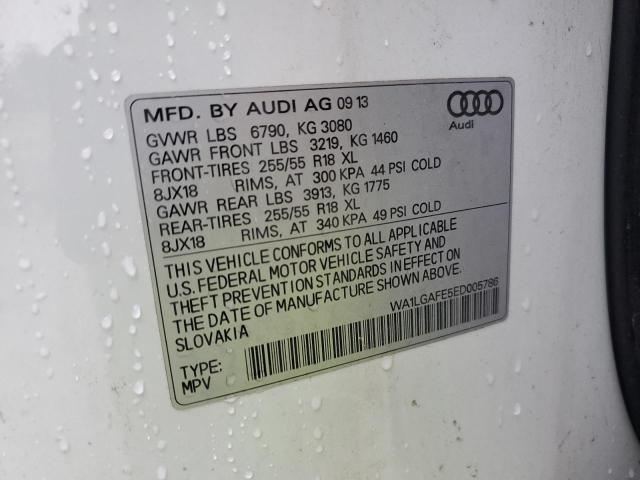 MFD. BY AUDI AG 09 13
GVWR LBS 6790, KG 3080
GAWR FRONT LBS 3219, KG 1460
FRONT-TIRES 255/55 R18 XL
8JX18 RIMS, AT 300 KPA 44 PSI COLD
GAWR REAR LBS 3913, KG 1775
REAR-TIRES 255/55 R18 XL
8JX18 RIMS, AT 340 KPA 49 PSI COLD
Audi
THIS VEHICLE CONFORMS TO ALL APPLICABLE
U.S. FEDERAL MOTOR VEHICLE SAFETY AND
THEFT PREVENTION STANDARDS IN EFFECT ON
THE DATE OF MANUFACTURE SHOWN ABOVE.
SLOVAKIA
WA1LGAFE5ED005786
TYPE:
MPV